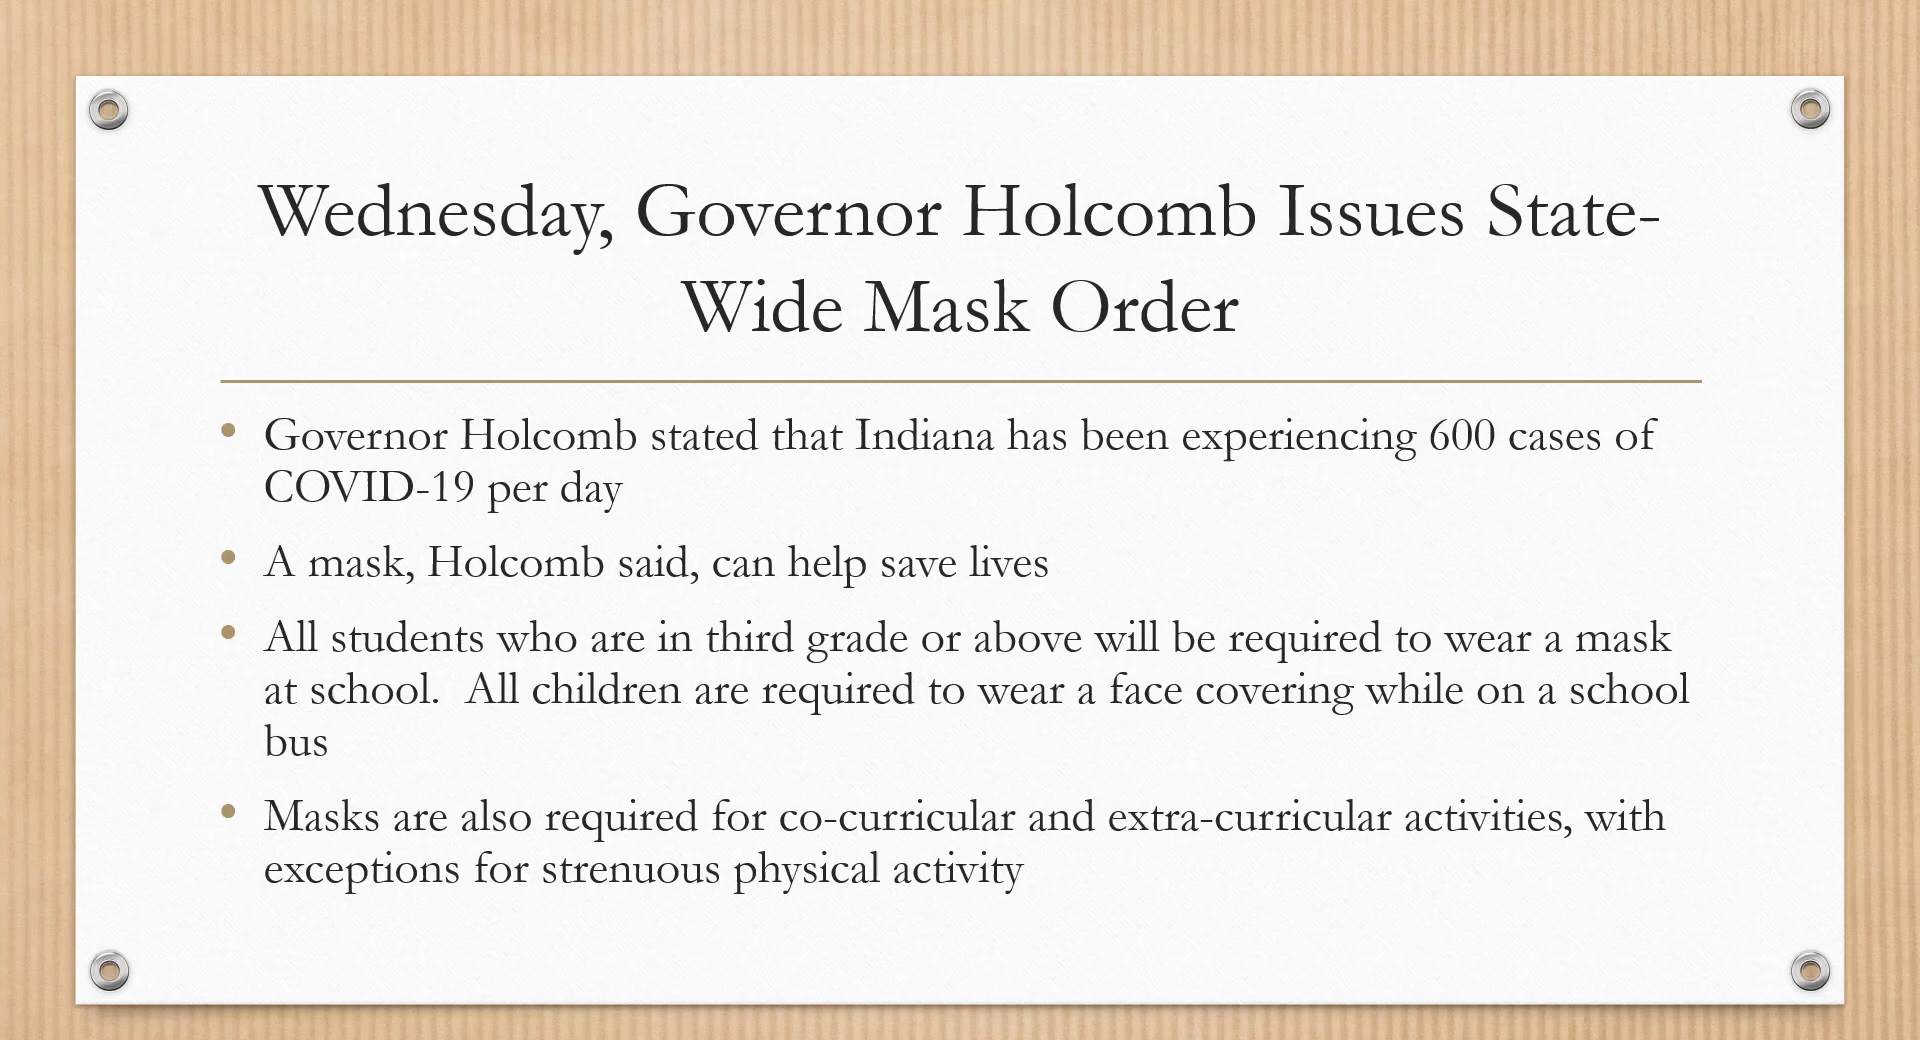 Wednesday, Governor Holcomb Issues State-
Wide Mask Order
• Governor Holcomb stated that Indiana has been experiencing 600 cases of
COVID-19 per day
• A mask, Holcomb said, can help save lives
• All students who are in third grade or above will be required to wear a mask
at school.  All children are required to wear a face covering while on a school
bus
• Masks are also required for co-curricular and extra-curricular activities, with
exceptions for strenuous physical activity